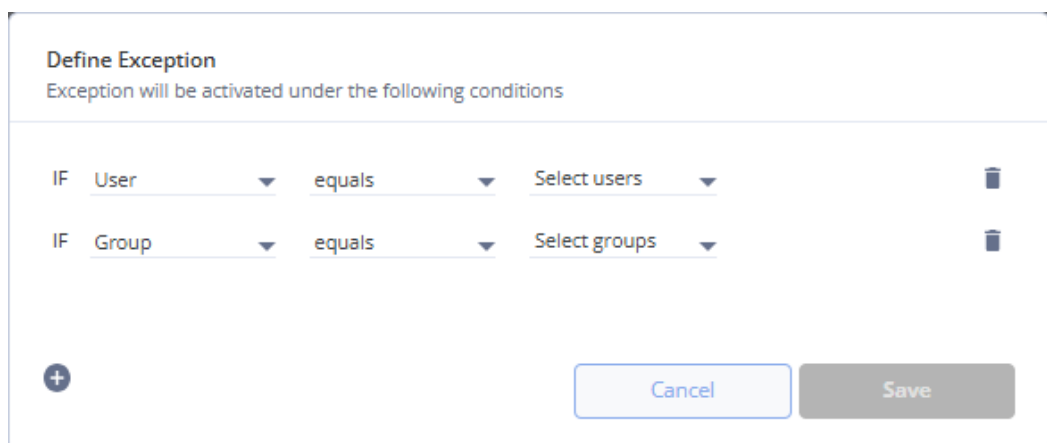 Define Exception
Exception will be activated under the following conditions
IF User equals Select users
IF Group equals Select groups
Cancel Save